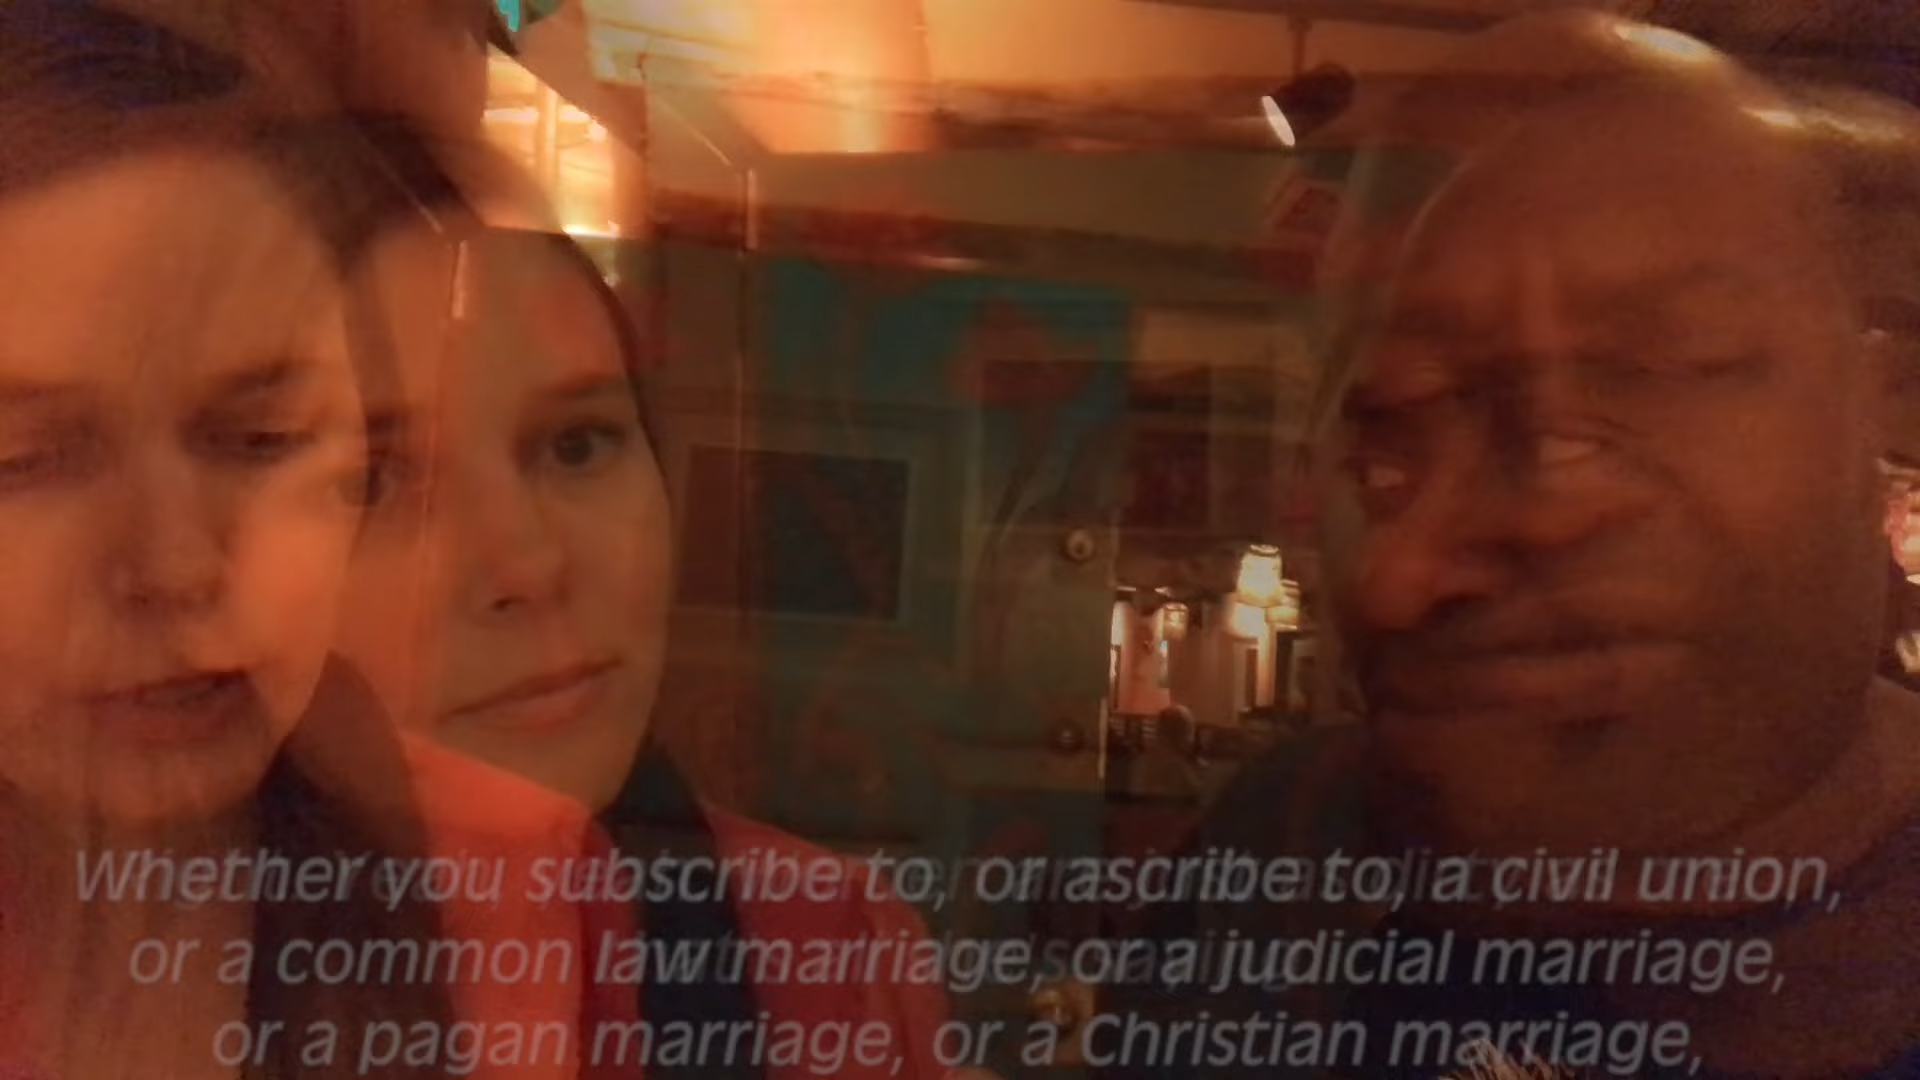 Whether you subscribe to, or ascribe to, a civil union,
or a common law marriage, or a judicial marriage,
or a pagan marriage, or a Christian marriage,